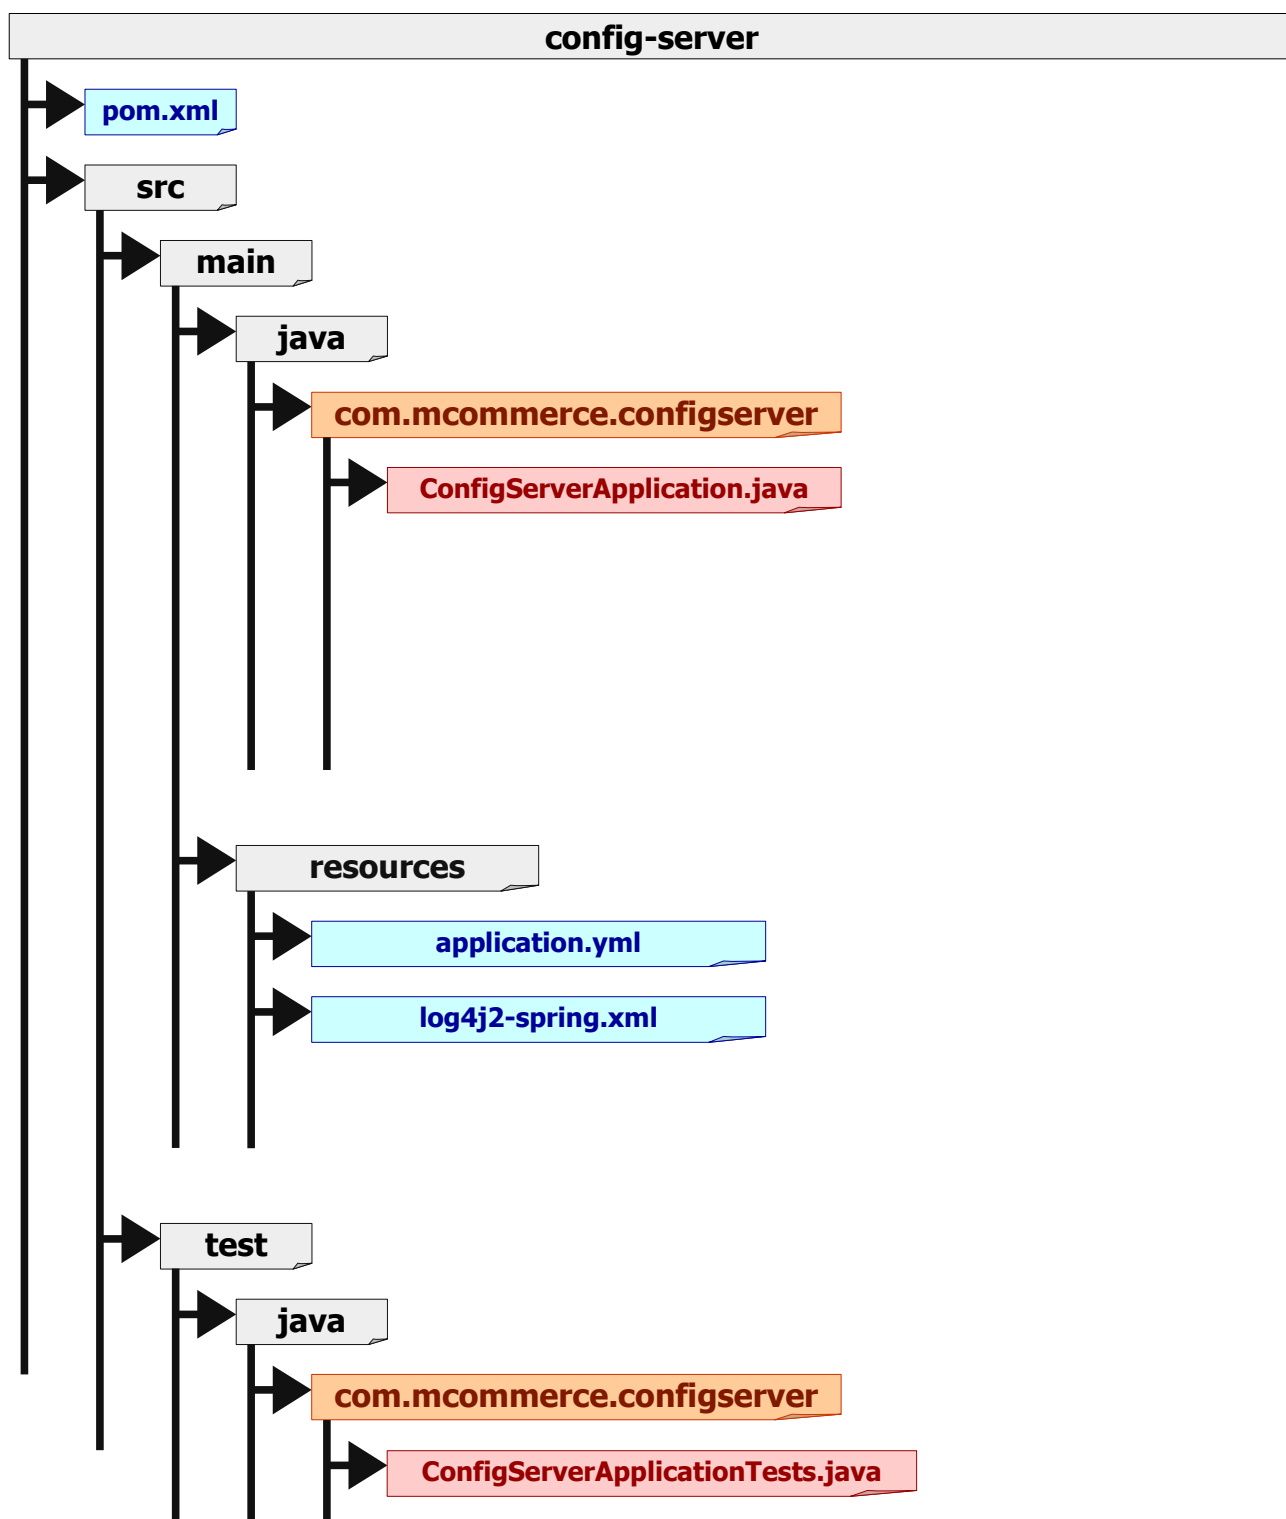 config-server
pom.xml
src
main
java
com.mcommerce.configserver
ConfigServerApplication.java
resources
application.yml
log4j2-spring.xml
test
java
com.mcommerce.configserver
ConfigServerApplicationTests.java